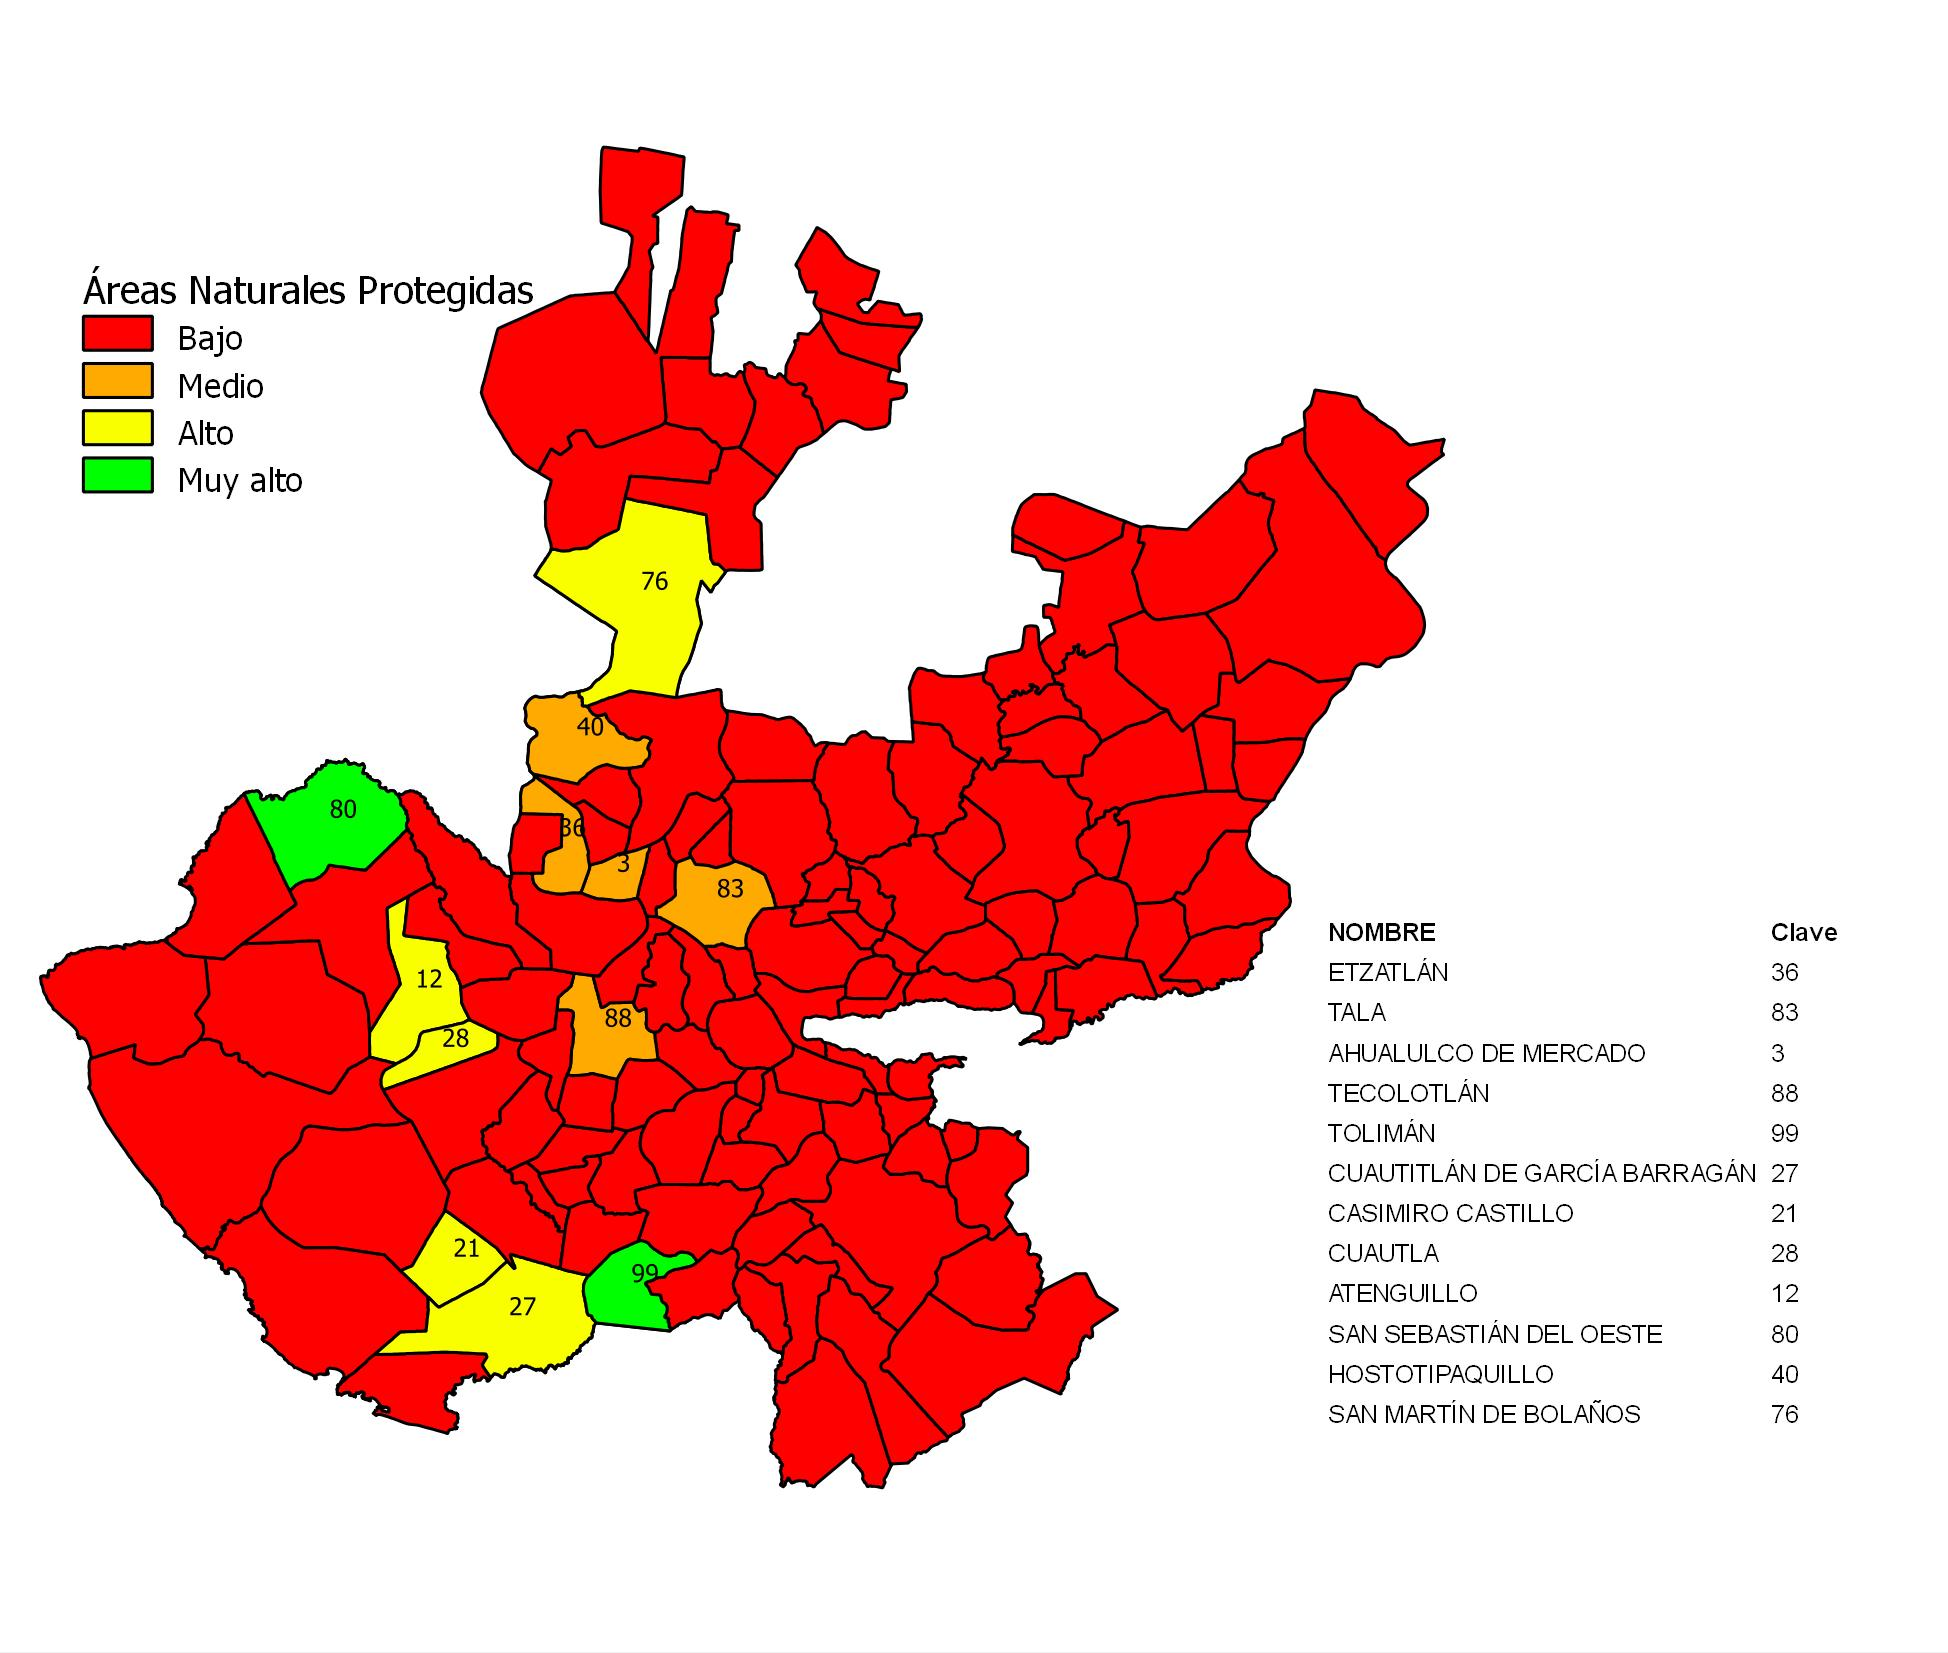 Áreas Naturales Protegidas
Bajo
Medio
Alto
Muy alto
76
40
80
36
3
83
12
88
28
21
99
27
NOMBRE Clave
ETZATLÁN 36
TALA 83
AHUALULCO DE MERCADO 3
TECOLOTLÁN 88
TOLIMÁN 99
CUAUTITLÁN DE GARCÍA BARRAGÁN 27
CASIMIRO CASTILLO 21
CUAUTLA 28
ATENGUILLO 12
SAN SEBASTIÁN DEL OESTE 80
HOSTOTIPAQUILLO 40
SAN MARTÍN DE BOLAÑOS 76